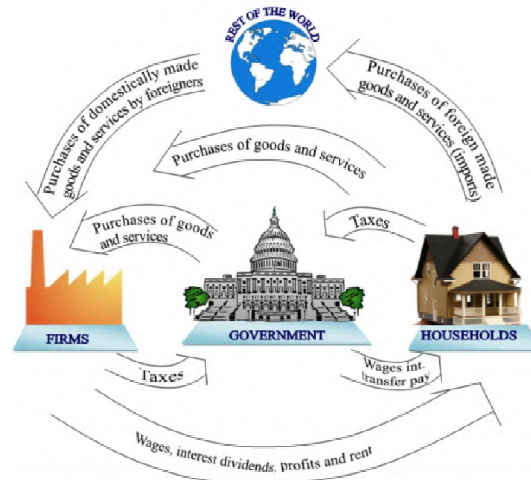 REST OF THE WORLD
Purchases of domestically made
goods and services by foreigners
Purchases of foreign made
goods and services (imports)
Purchases of goods and services
Purchases of goods
and services
Taxes
FIRMS
GOVERNMENT
HOUSEHOLDS
Taxes
Wages int.
transfer pay
Wages, interest dividends, profits and rent